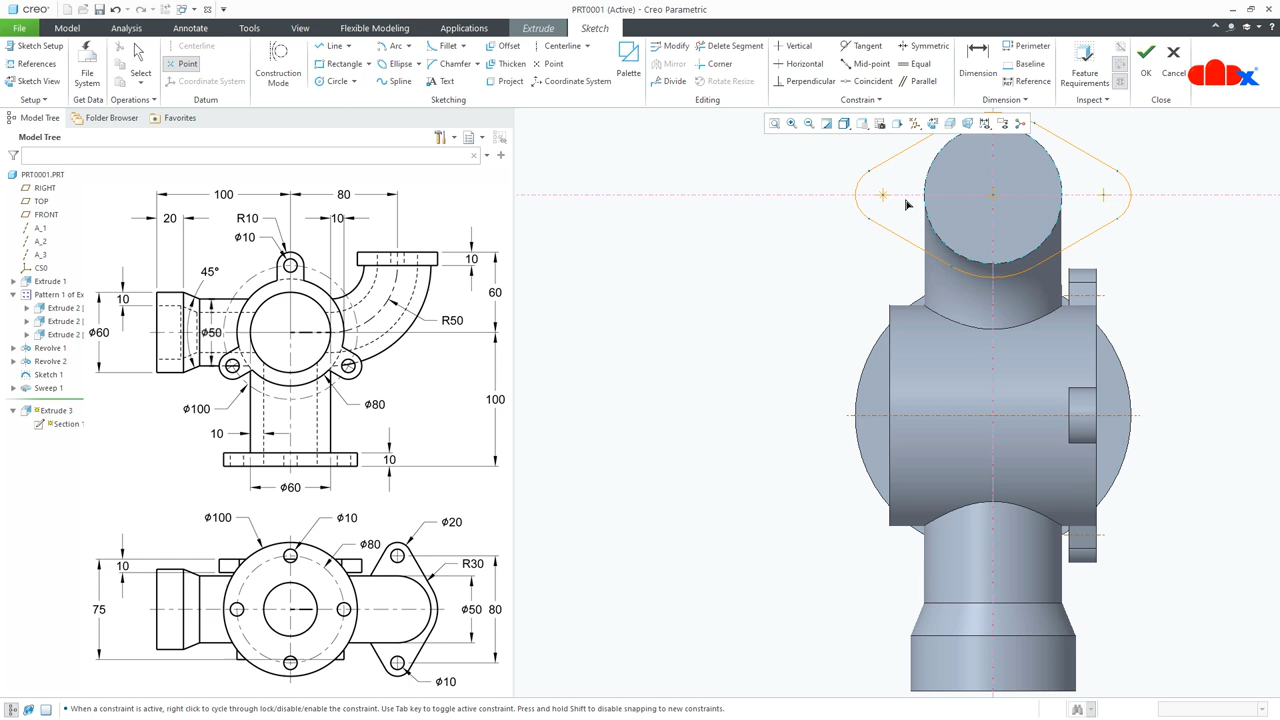 creo°
PRT0001 (Active) - Creo Parametric
File Model Analysis Annotate Tools View Flexible Modeling Applications Extrude Sketch
Sketch Setup
References
Sketch View
Setup
File System
Get Data
Select
Operations
Centerline
Point
Coordinate System
Datum
Construction Mode
Line Arc Fillet Offset Centerline
Rectangle Ellipse Chamfer Thicken Point
Circle Spline Text Project Coordinate System
Palette
Sketching
Modify Delete Segment
Mirror Corner
Divide Rotate Resize
Editing
Vertical Tangent Symmetric
Horizontal Mid-point Equal
Perpendicular Coincident Parallel
Constrain
Dimension
Perimeter
Baseline
Reference
Dimension
Feature Requirements
Inspect
OK
Cancel
Close
Model Tree Folder Browser Favorites
Model Tree
PRT0001.PRT
RIGHT
TOP
FRONT
A_1
A_2
A_3
CS0
Extrude 1
Pattern 1 of Ex
Extrude 2 |
Extrude 2 |
Extrude 2 |
Revolve 1
Revolve 2
Sketch 1
Sweep 1
Extrude 3
Section 1
100
80
20
R10
10
ϕ10
45°
10
10
60
ϕ60
ϕ50
R50
ϕ100
ϕ80
100
10
10
ϕ60
ϕ100
ϕ10
ϕ20
ϕ80
10
R30
75
ϕ50
80
ϕ10
When a constraint is active, right click to cycle through lock/disable/enable the constraint. Use Tab key to toggle active constraint. Press and hold Shift to disable snapping to new constraints.